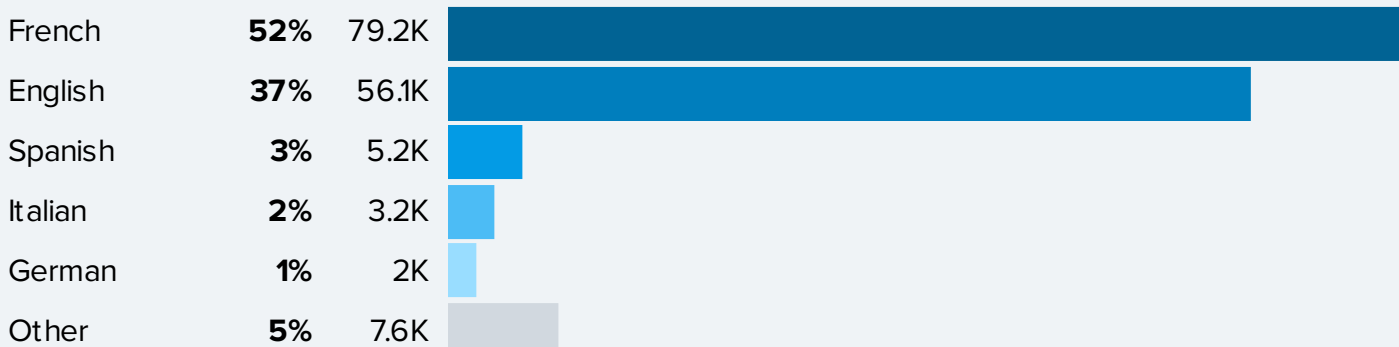 French 52% 79.2K
English 37% 56.1K
Spanish 3% 5.2K
Italian 2% 3.2K
German 1% 2K
Other 5% 7.6K